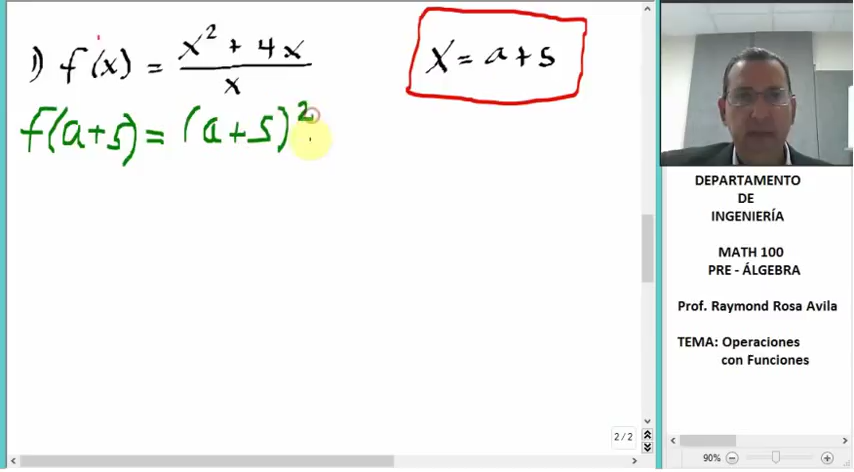 1) f(x) = x² + 4x / x
X = a + 5
f(a+5) = (a+5)²
DEPARTAMENTO
DE
INGENIERÍA
MATH 100
PRE - ÁLGEBRA
Prof. Raymond Rosa Avila
TEMA: Operaciones
con Funciones
2 / 2
90%